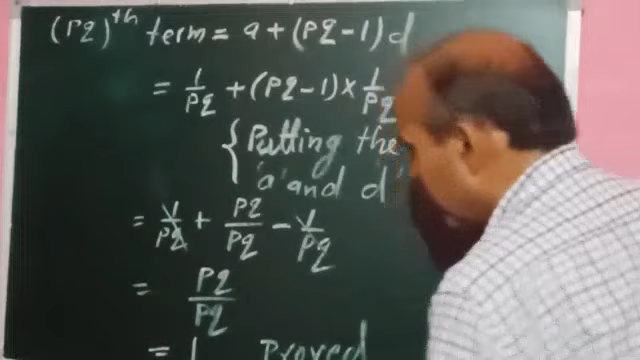 (PQ)ᵗʰ term = a + (PQ - 1) d
= 1/PQ + (PQ - 1) × 1/PQ
{Putting the
'a' and d
= 1/PQ + PQ/PQ - 1/PQ
= PQ/PQ
= 1 Proved